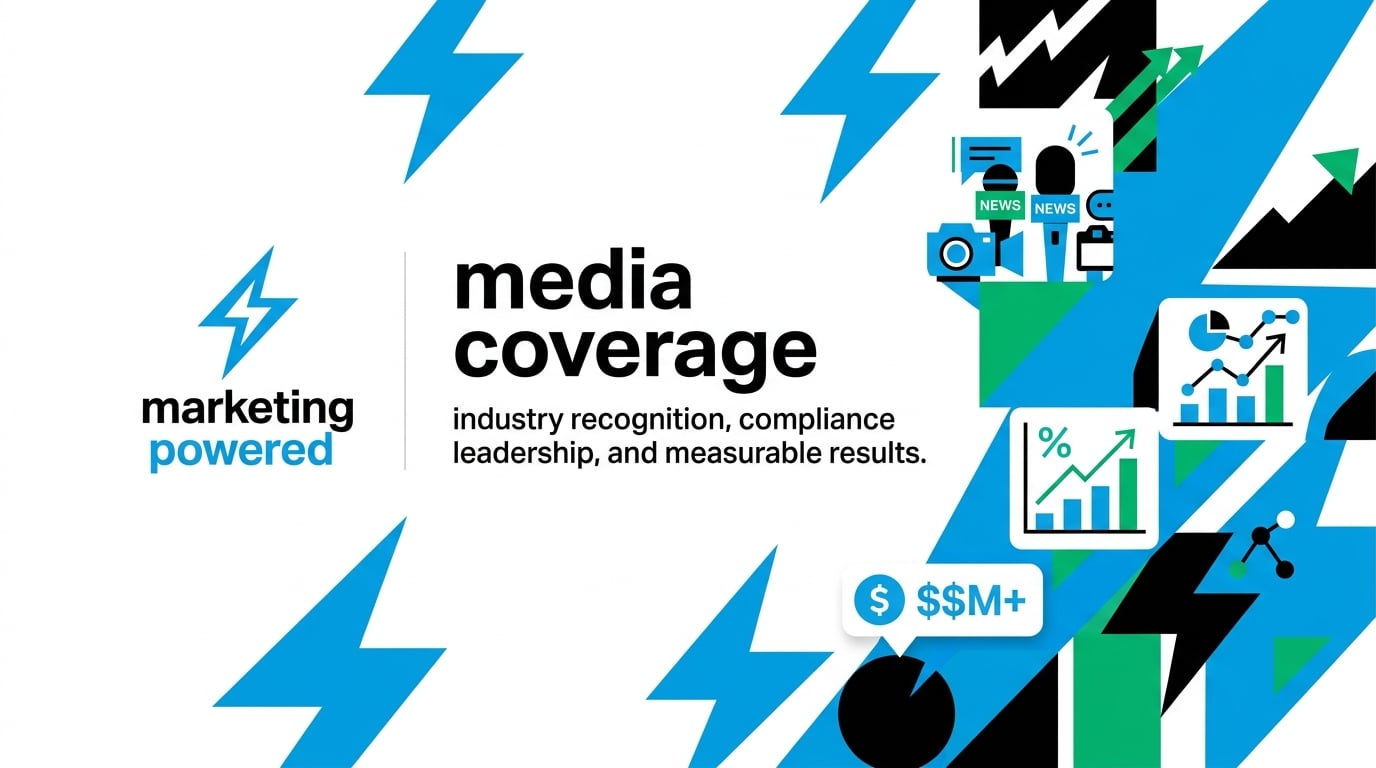 marketing
powered
media
coverage
industry recognition, compliance
leadership, and measurable results.
NEWS
NEWS
%
$ $$M+